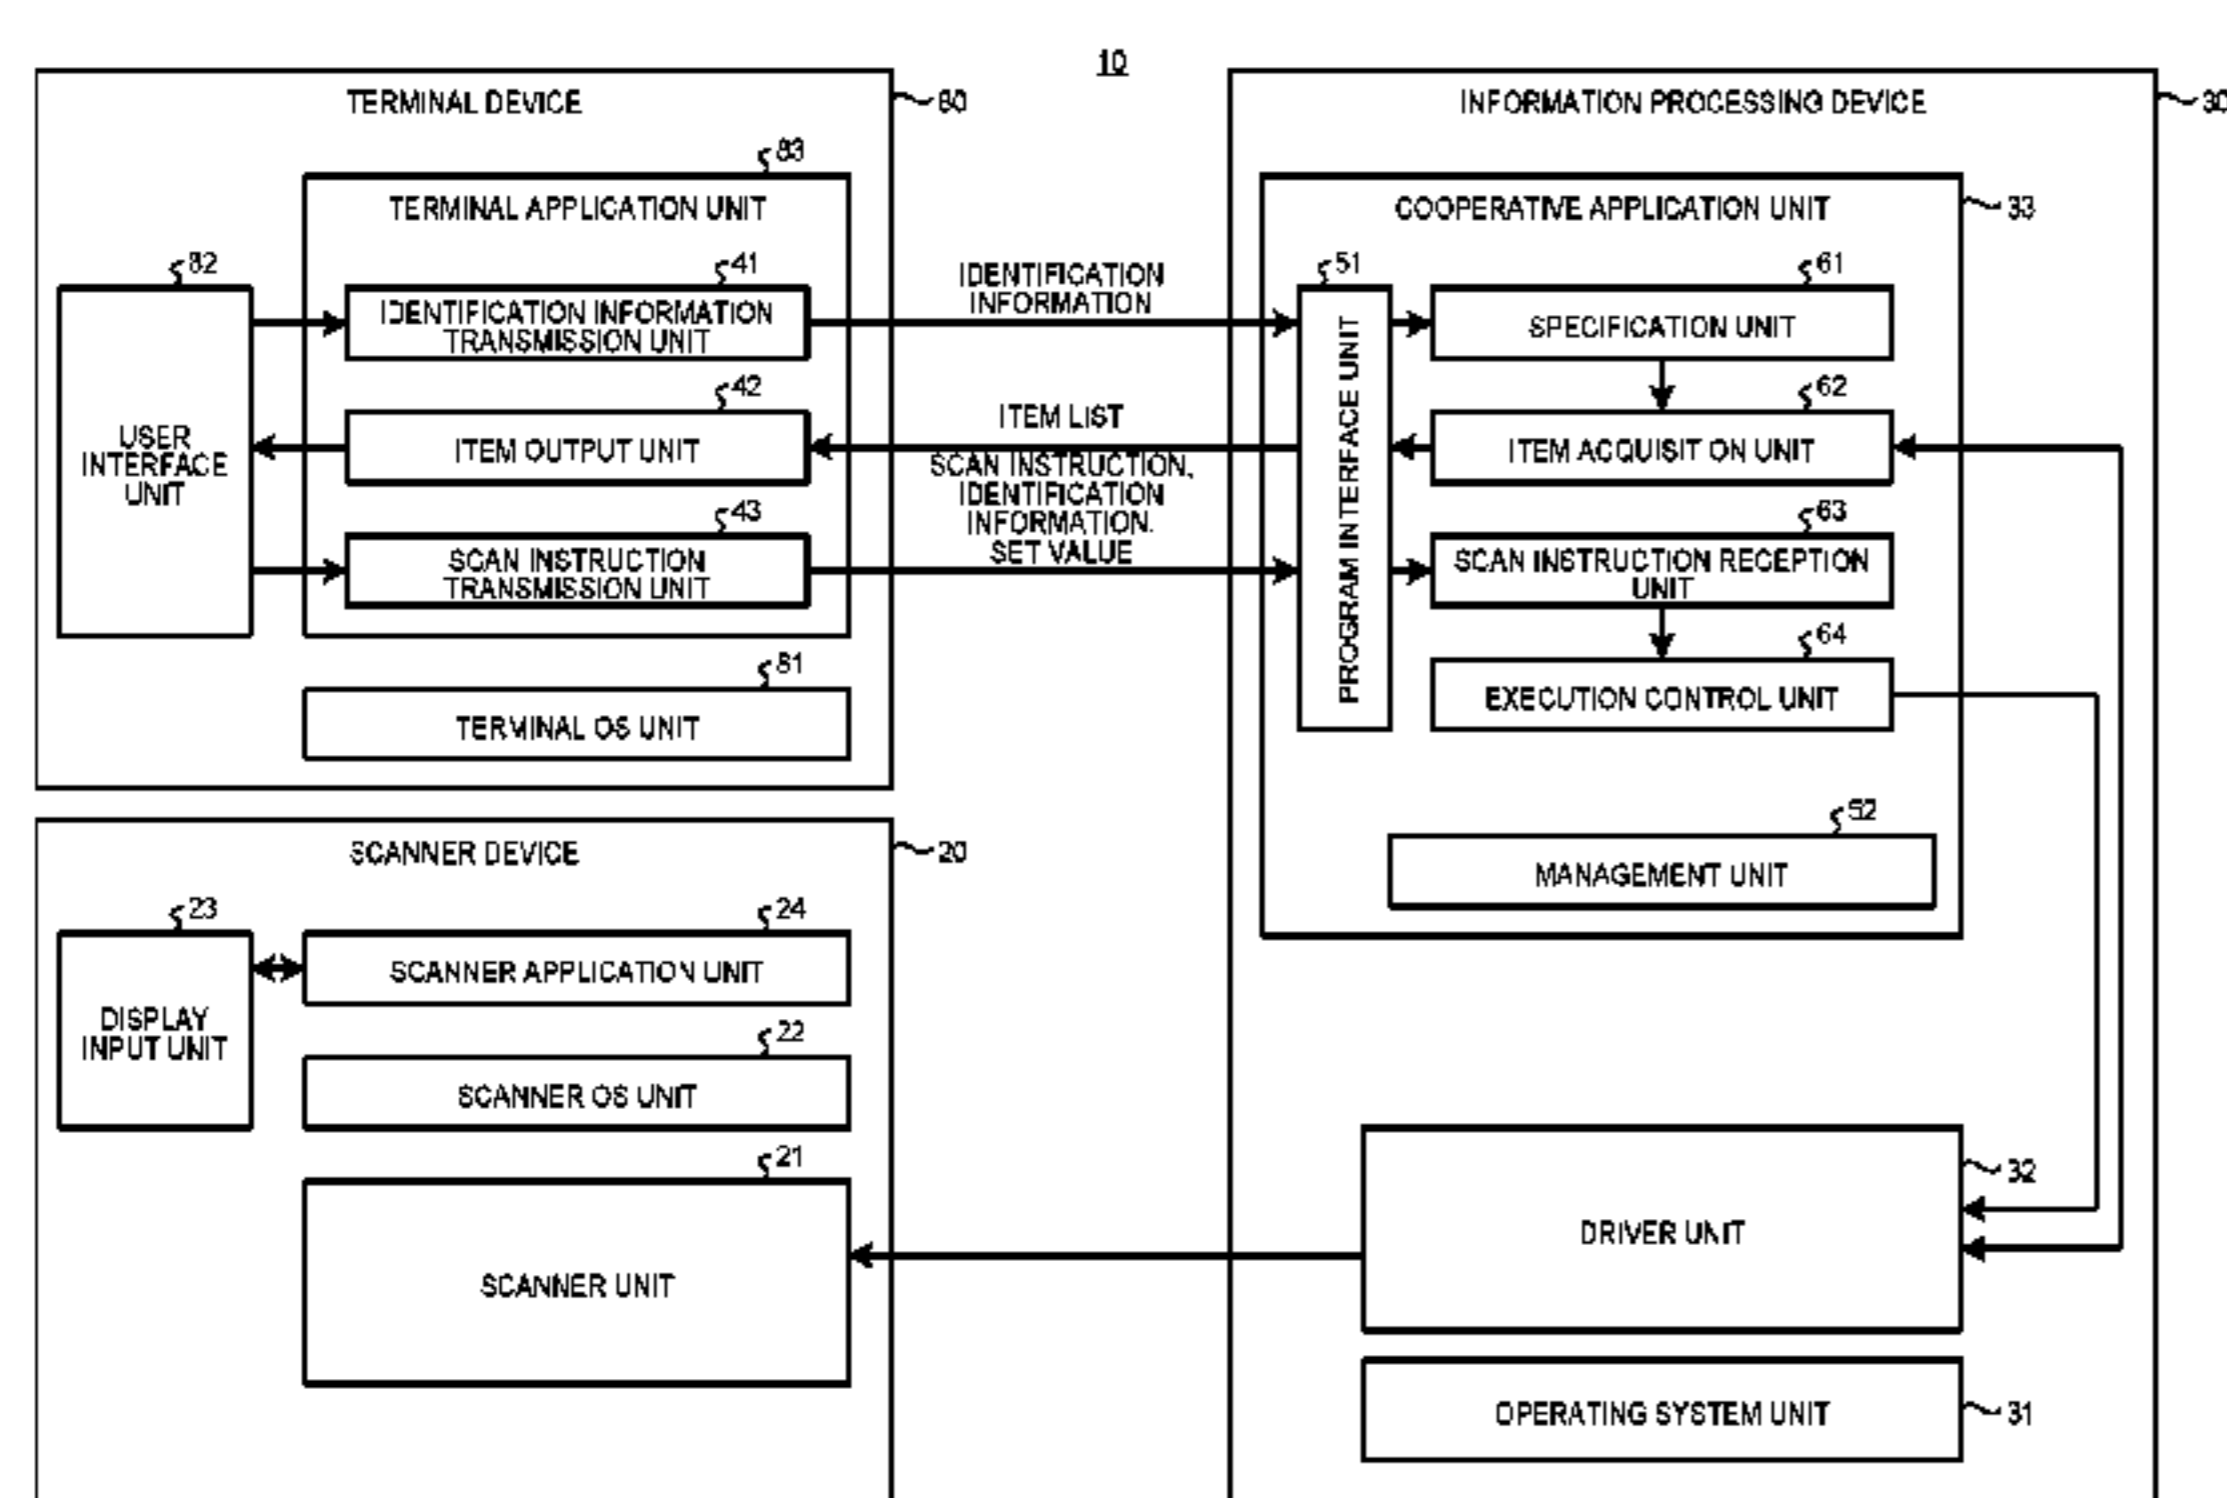 10
TERMINAL DEVICE
80
83
TERMINAL APPLICATION UNIT
82
USER
INTERFACE
UNIT
41
IDENTIFICATION INFORMATION
TRANSMISSION UNIT
42
ITEM OUTPUT UNIT
43
SCAN INSTRUCTION
TRANSMISSION UNIT
81
TERMINAL OS UNIT
IDENTIFICATION
INFORMATION
ITEM LIST
SCAN INSTRUCTION,
IDENTIFICATION
INFORMATION,
SET VALUE
INFORMATION PROCESSING DEVICE
30
COOPERATIVE APPLICATION UNIT
33
51
PROGRAM INTERFACE UNIT
61
SPECIFICATION UNIT
62
ITEM ACQUISITION UNIT
63
SCAN INSTRUCTION RECEPTION
UNIT
64
EXECUTION CONTROL UNIT
52
MANAGEMENT UNIT
SCANNER DEVICE
20
23
DISPLAY
INPUT UNIT
24
SCANNER APPLICATION UNIT
22
SCANNER OS UNIT
21
SCANNER UNIT
32
DRIVER UNIT
OPERATING SYSTEM UNIT
31